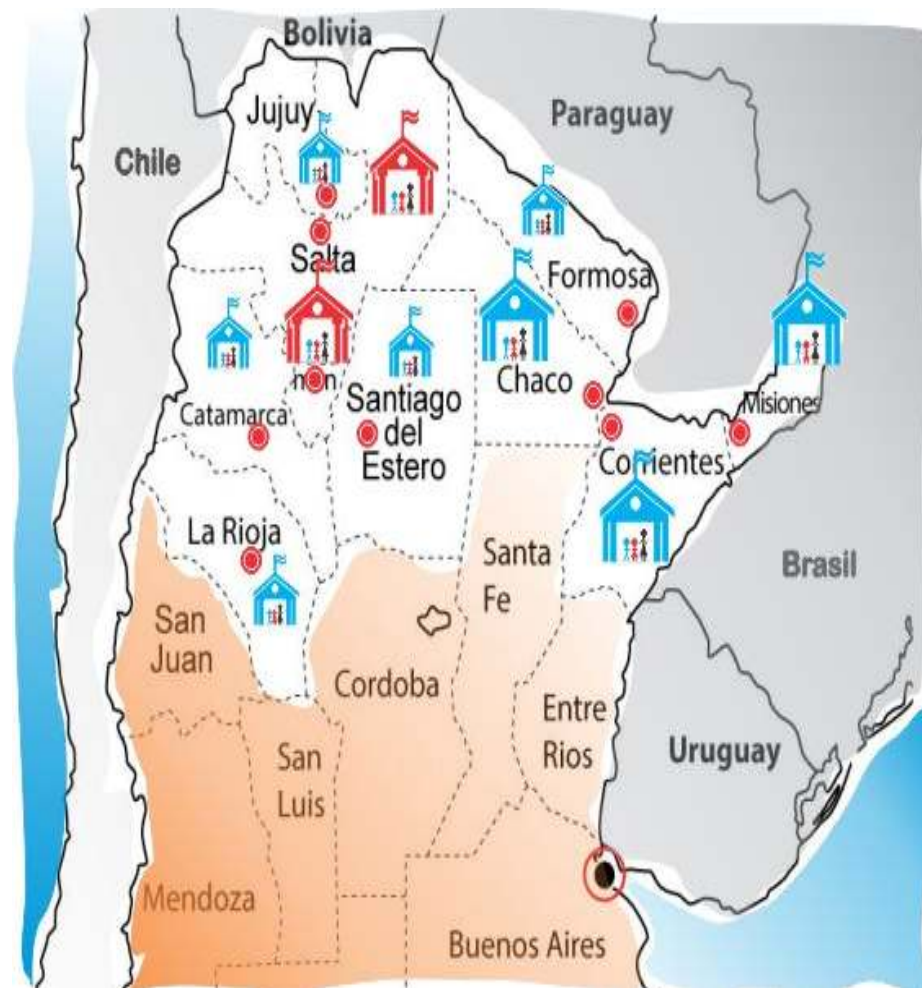 Bolivia
Jujuy
Paraguay
Chile
Salta
Formosa
Chaco
Santiago
del
Estero
Catamarca
Misiones
Corrientes
La Rioja
Santa
Fe
Brasil
San
Juan
Cordoba
Entre
Rios
Uruguay
San
Luis
Mendoza
Buenos Aires